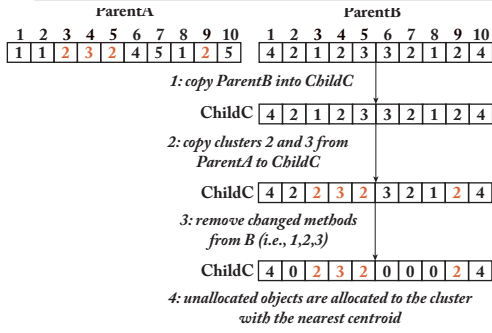 ParentA ParentB
1 2 3 4 5 6 7 8 9 10 1 2 3 4 5 6 7 8 9 10
1 1 2 3 2 4 5 1 2 5 4 2 1 2 3 3 2 1 2 4
1: copy ParentB into ChildC
ChildC 4 2 1 2 3 3 2 1 2 4
2: copy clusters 2 and 3 from
ParentA to ChildC
ChildC 4 2 2 3 2 3 2 1 2 4
3: remove changed methods
from B (i.e., 1,2,3)
ChildC 4 0 2 3 2 0 0 0 2 4
4: unallocated objects are allocated to the cluster
with the nearest centroid